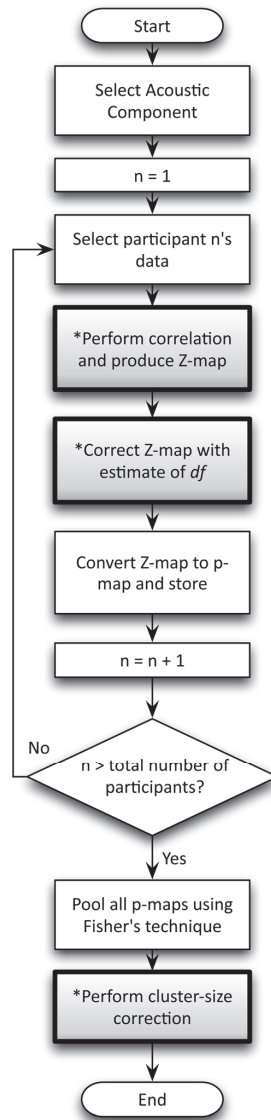 Start
Select Acoustic
Component
n = 1
Select participant n's
data
*Perform correlation
and produce Z-map
*Correct Z-map with
estimate of df
Convert Z-map to p-
map and store
n = n + 1
No
n > total number of
participants?
Yes
Pool all p-maps using
Fisher's technique
*Perform cluster-size
correction
End